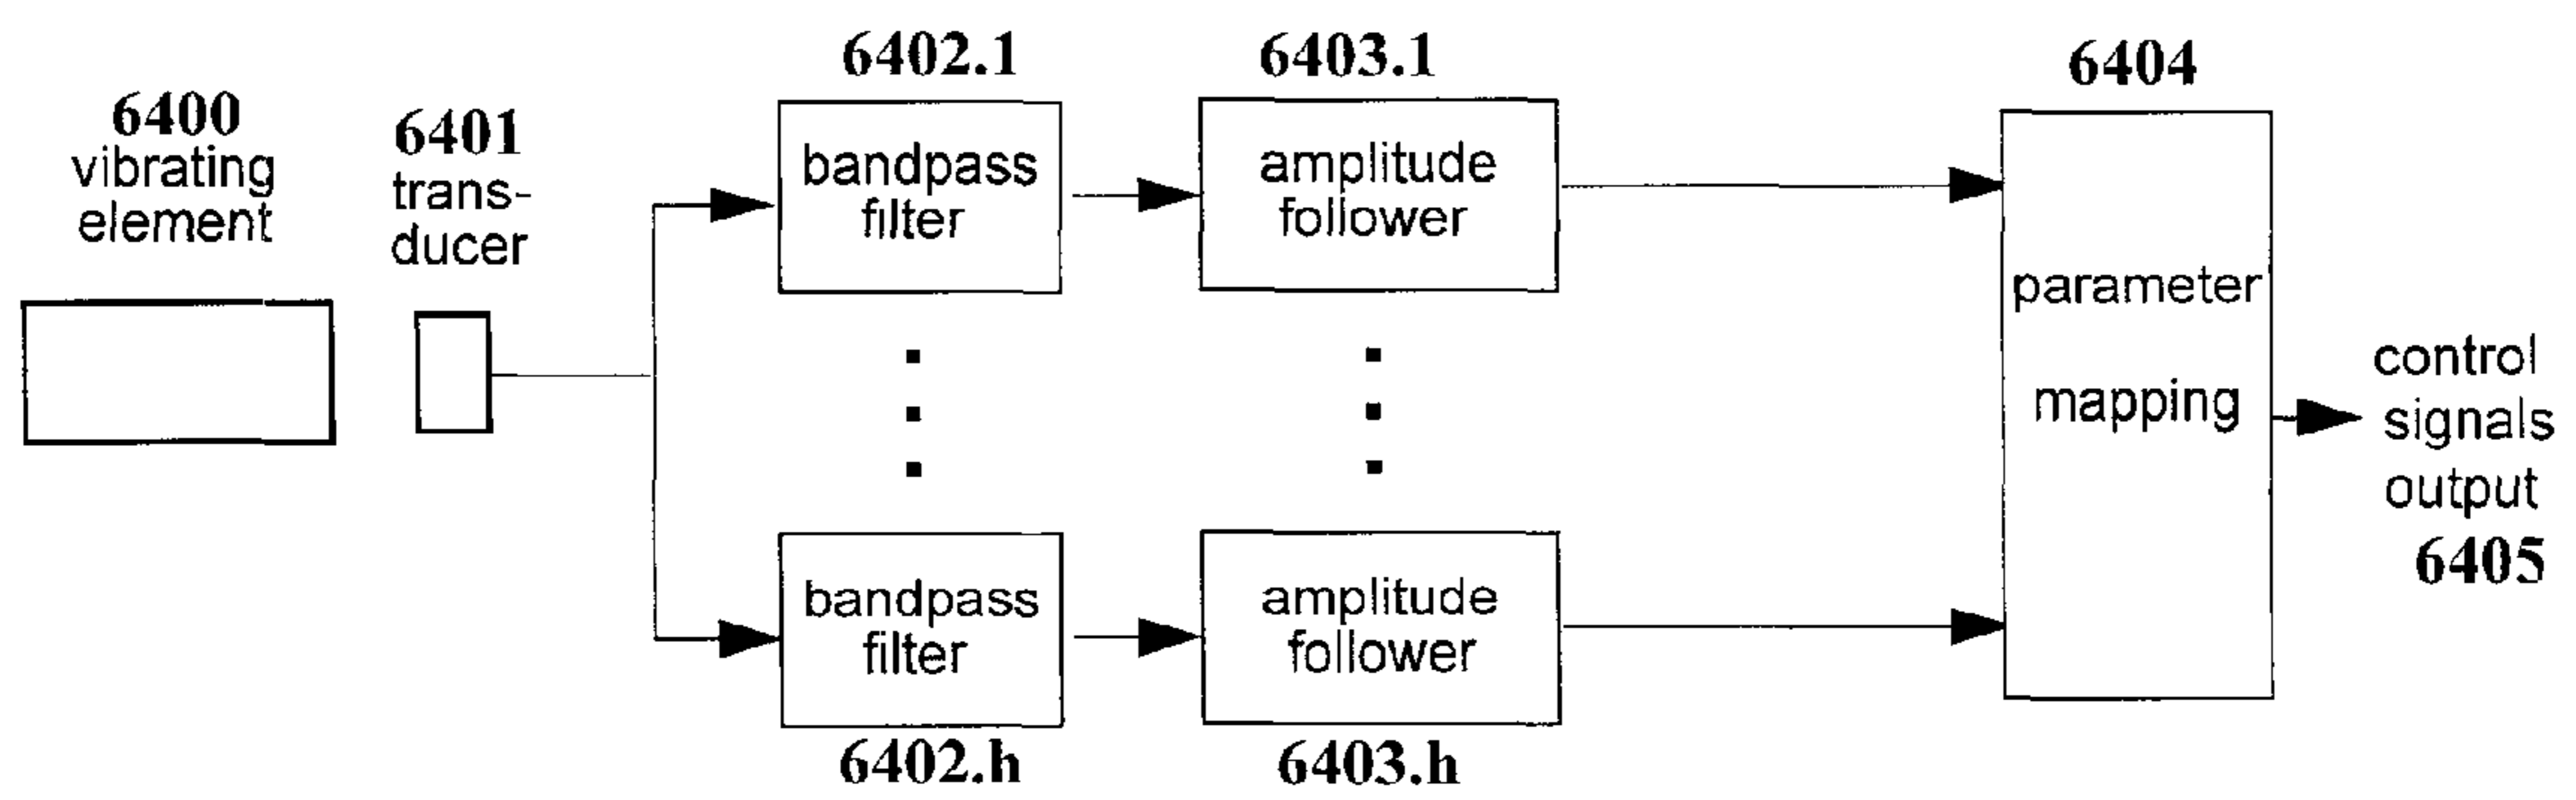 6400
vibrating
element
6401
trans-
ducer
6402.1
bandpass
filter
6403.1
amplitude
follower
6402.h
bandpass
filter
6403.h
amplitude
follower
6404
parameter
mapping
control
signals
output
6405